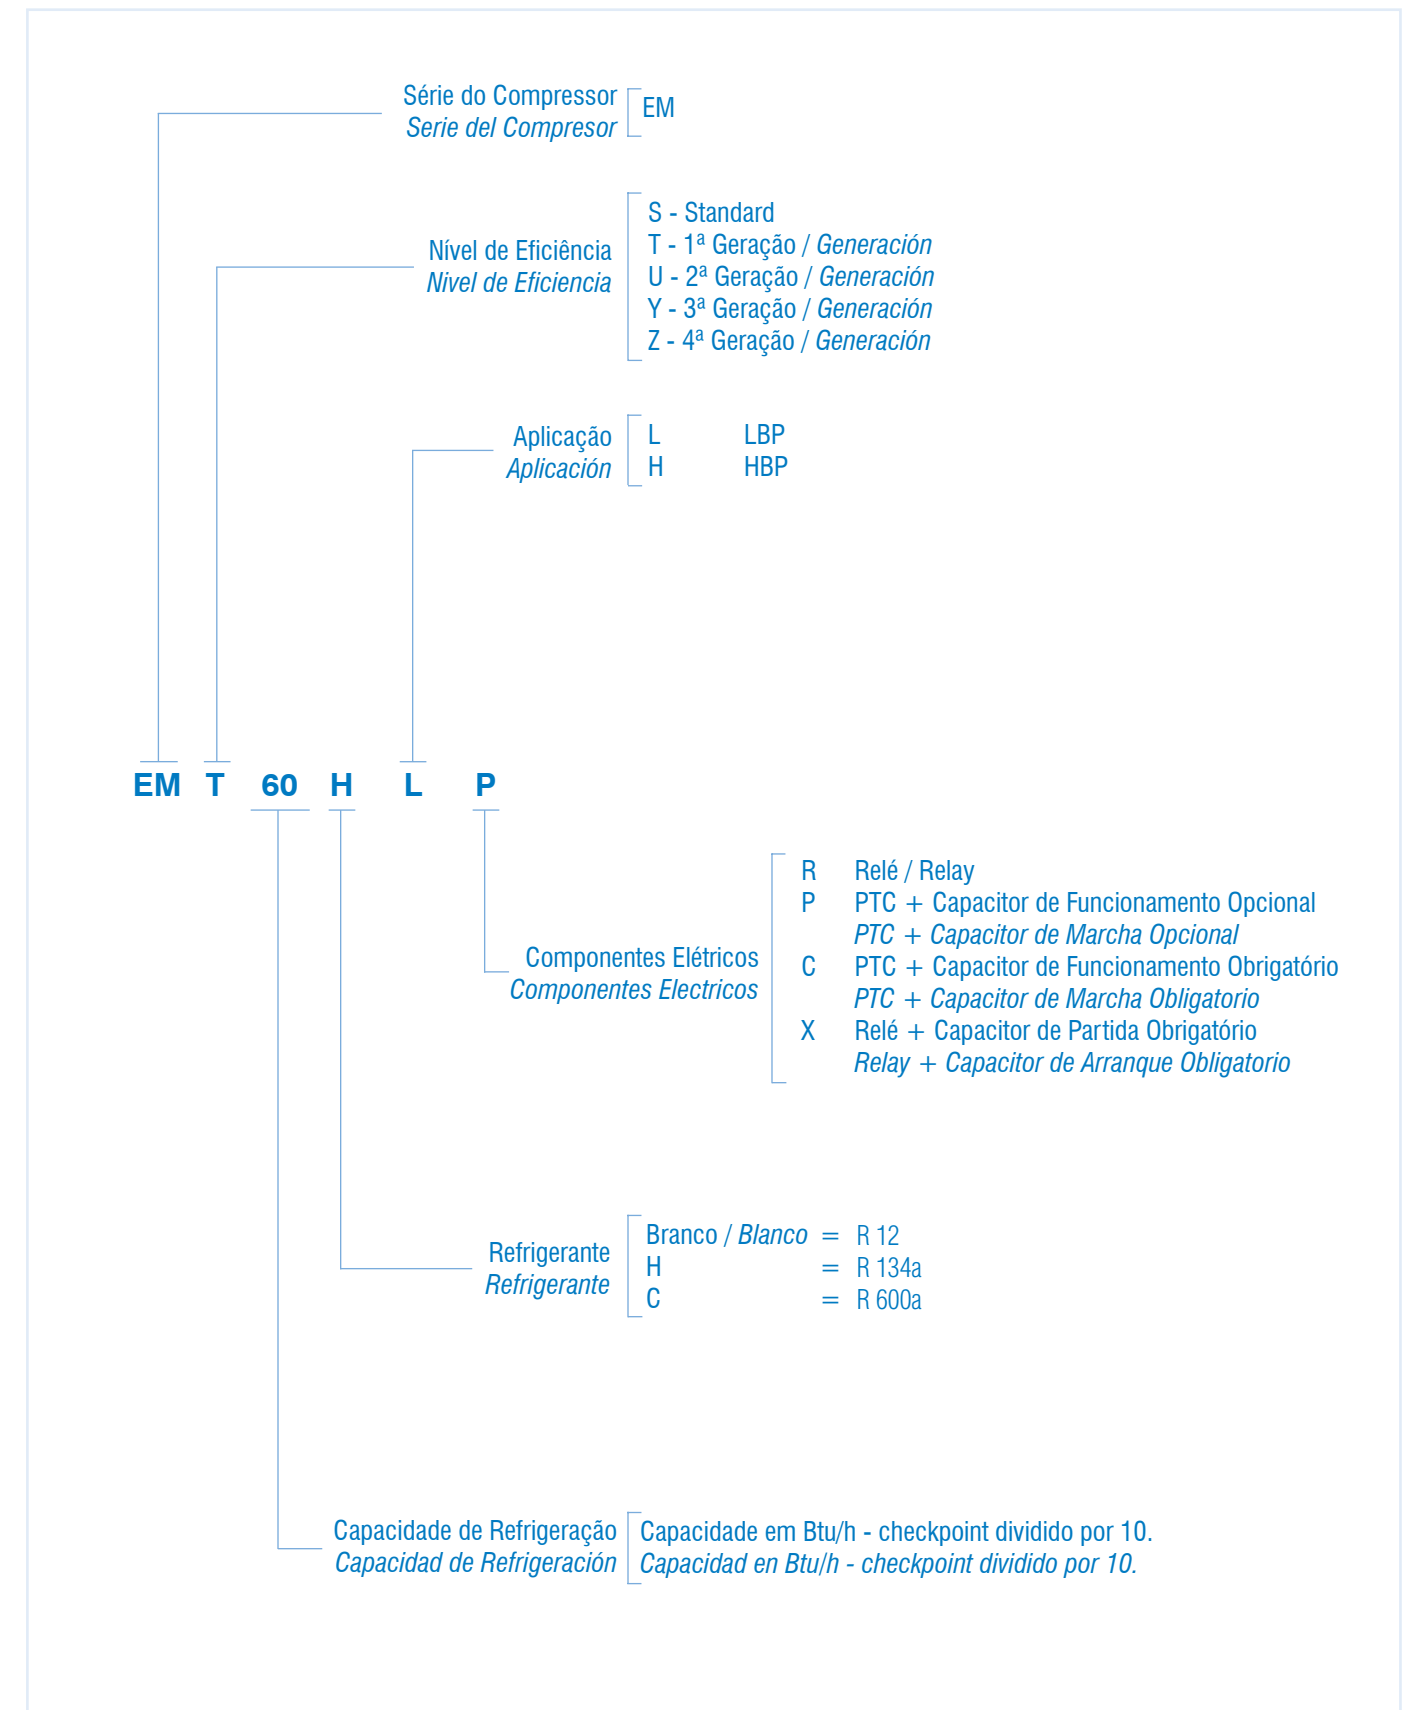 Série do Compressor
Serie del Compresor
EM
Nível de Eficiência
Nivel de Eficiencia
S - Standard
T - 1ª Geração / Generación
U - 2ª Geração / Generación
Y - 3ª Geração / Generación
Z - 4ª Geração / Generación
Aplicação
Aplicación
L LBP
H HBP
EM T 60 H L P
Componentes Elétricos
Componentes Electricos
R Relé / Relay
P PTC + Capacitor de Funcionamento Opcional
PTC + Capacitor de Marcha Opcional
C PTC + Capacitor de Funcionamento Obrigatório
PTC + Capacitor de Marcha Obligatorio
X Relé + Capacitor de Partida Obrigatório
Relay + Capacitor de Arranque Obligatorio
Refrigerante
Refrigerante
Branco / Blanco = R 12
H = R 134a
C = R 600a
Capacidade de Refrigeração
Capacidad de Refrigeración
Capacidade em Btu/h - checkpoint dividido por 10.
Capacidad en Btu/h - checkpoint dividido por 10.